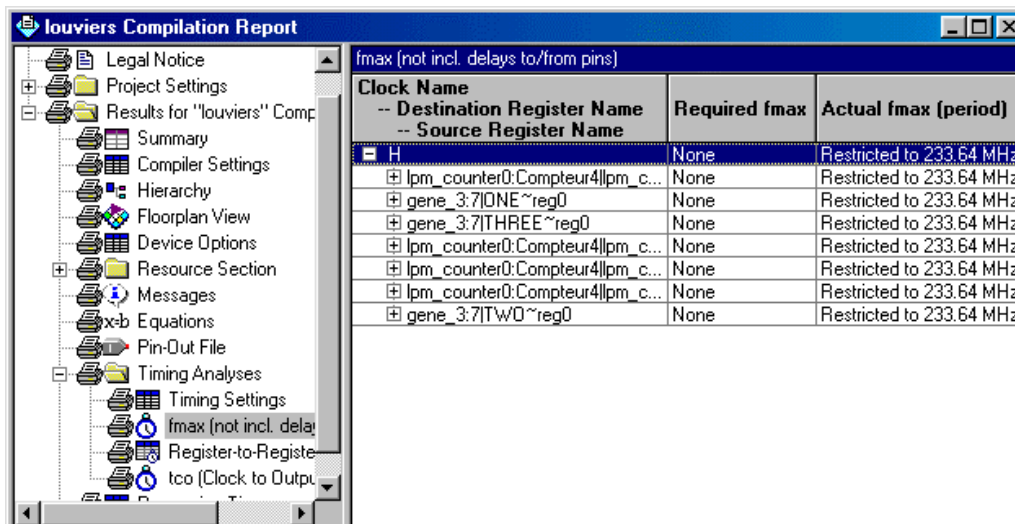 louviers Compilation Report
Legal Notice
Project Settings
Results for "louviers" Comp
Summary
Compiler Settings
Hierarchy
Floorplan View
Device Options
Resource Section
Messages
x=b Equations
Pin-Out File
Timing Analyses
Timing Settings
fmax (not incl. dela
Register-to-Registe
tco (Clock to Outpu
fmax (not incl. delays to/from pins)
Clock Name
-- Destination Register Name
-- Source Register Name
Required fmax
Actual fmax (period)
H None Restricted to 233.64 MHz
lpm_counter0:Compteur4|lpm_c... None Restricted to 233.64 MHz
gene_3:7|ONE~reg0 None Restricted to 233.64 MHz
gene_3:7|THREE~reg0 None Restricted to 233.64 MHz
lpm_counter0:Compteur4|lpm_c... None Restricted to 233.64 MHz
lpm_counter0:Compteur4|lpm_c... None Restricted to 233.64 MHz
lpm_counter0:Compteur4|lpm_c... None Restricted to 233.64 MHz
gene_3:7|TWO~reg0 None Restricted to 233.64 MHz